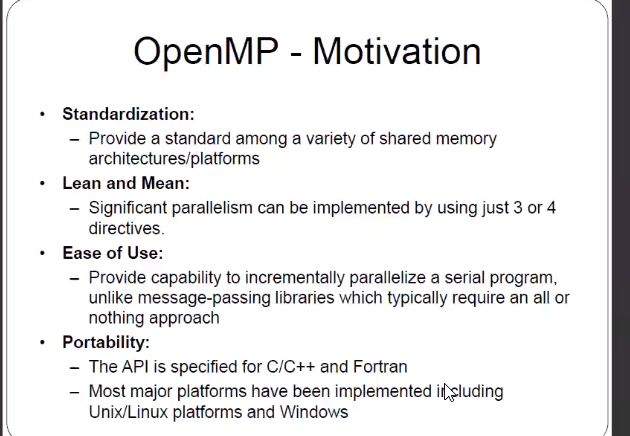 OpenMP - Motivation
• Standardization:
– Provide a standard among a variety of shared memory
architectures/platforms
• Lean and Mean:
– Significant parallelism can be implemented by using just 3 or 4
directives.
• Ease of Use:
– Provide capability to incrementally parallelize a serial program,
unlike message-passing libraries which typically require an all or
nothing approach
• Portability:
– The API is specified for C/C++ and Fortran
– Most major platforms have been implemented including
Unix/Linux platforms and Windows